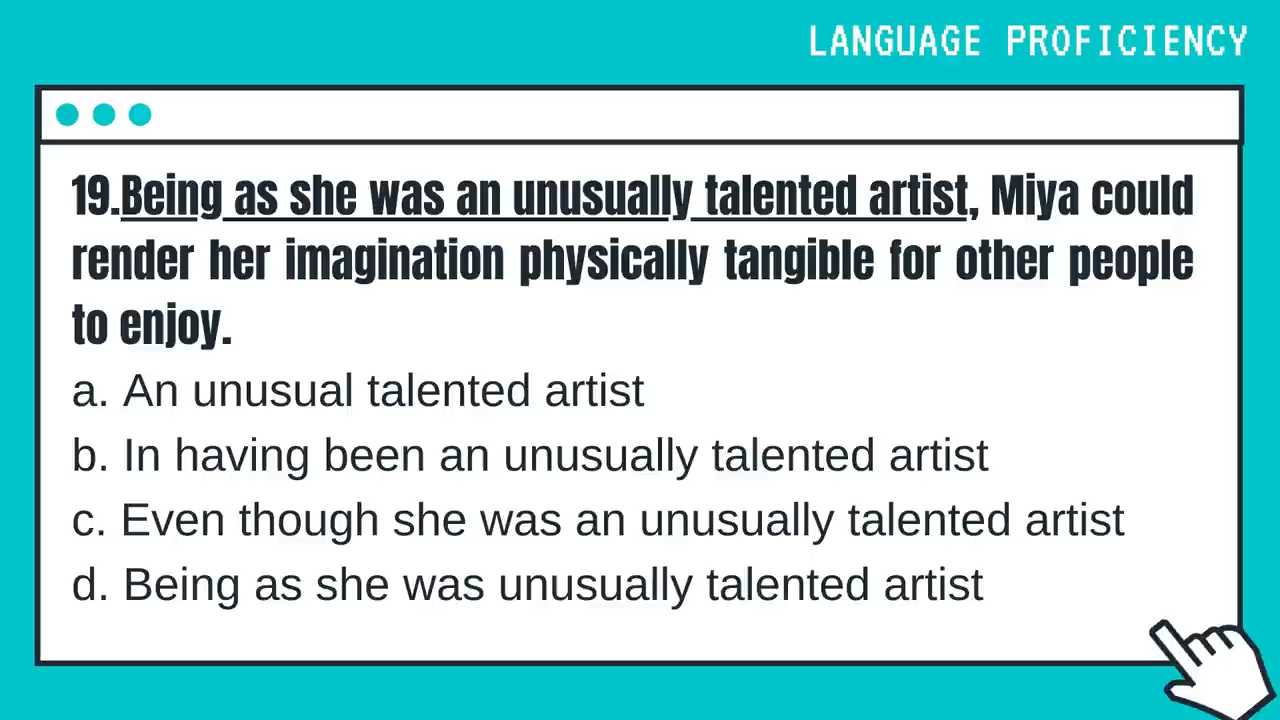 LANGUAGE PROFICIENCY
19.Being as she was an unusually talented artist, Miya could
render her imagination physically tangible for other people
to enjoy.
a. An unusual talented artist
b. In having been an unusually talented artist
c. Even though she was an unusually talented artist
d. Being as she was unusually talented artist